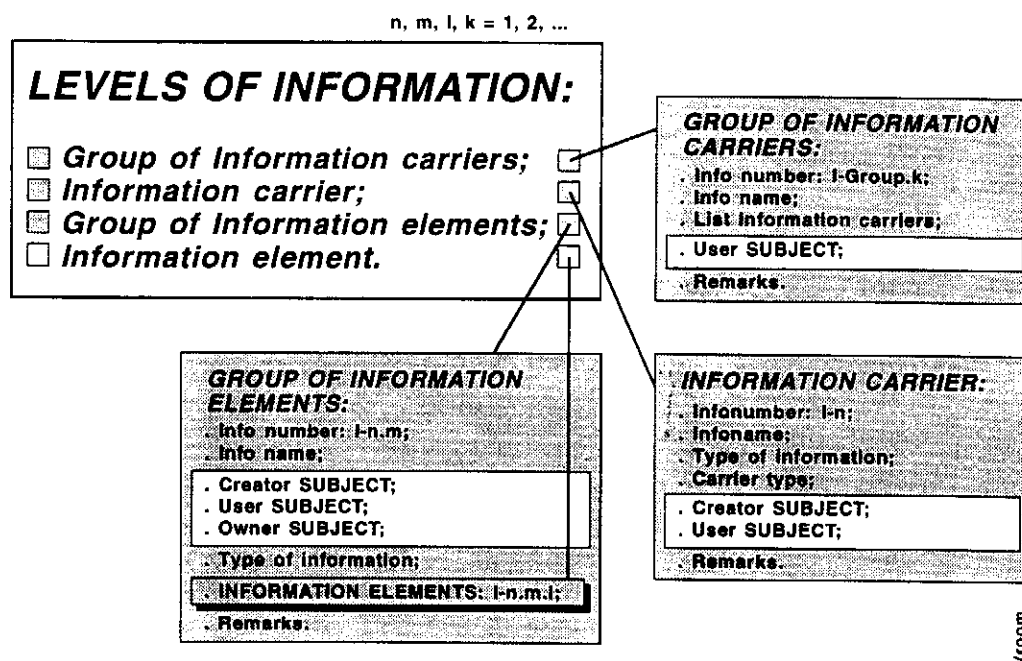 n, m, l, k = 1, 2, ...
LEVELS OF INFORMATION:
Group of Information carriers;
Information carrier;
Group of Information elements;
Information element.
GROUP OF INFORMATION
CARRIERS:
. Info number: I-Group.k;
. Info name;
. List Information carriers;
. User SUBJECT;
. Remarks.
GROUP OF INFORMATION
ELEMENTS:
. Info number: I-n.m;
. Info name;
. Creator SUBJECT;
. User SUBJECT;
. Owner SUBJECT;
. Type of information;
. INFORMATION ELEMENTS: I-n.m.l;
. Remarks.
INFORMATION CARRIER:
. Infonumber: I-n;
. Infoname;
. Type of Information;
. Carrier type;
. Creator SUBJECT;
. User SUBJECT;
. Remarks.
/room